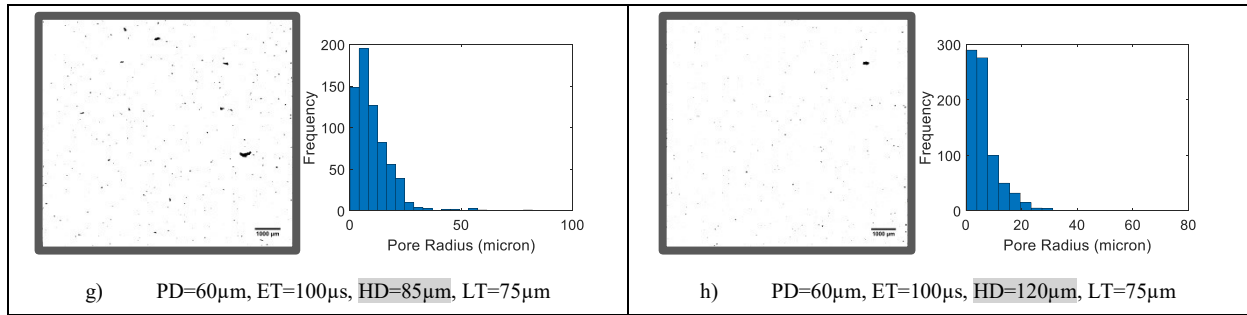 200
150
100
50
0
Frequency
0 50 100
Pore Radius (micron)
1000 µm
g) PD=60µm, ET=100µs, HD=85µm, LT=75µm
300
200
100
0
Frequency
0 20 40 60 80
Pore Radius (micron)
1000 µm
h) PD=60µm, ET=100µs, HD=120µm, LT=75µm